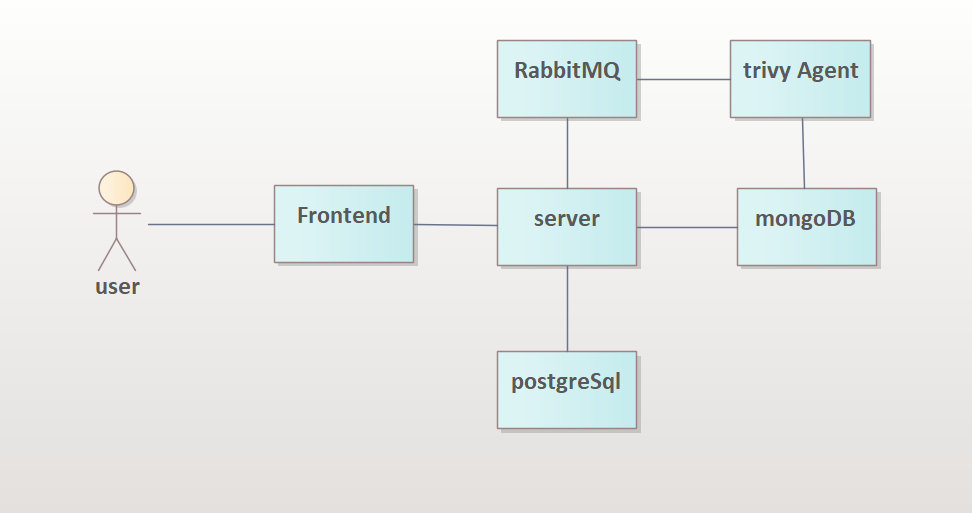 RabbitMQ
trivy Agent
Frontend
server
mongoDB
user
postgreSql